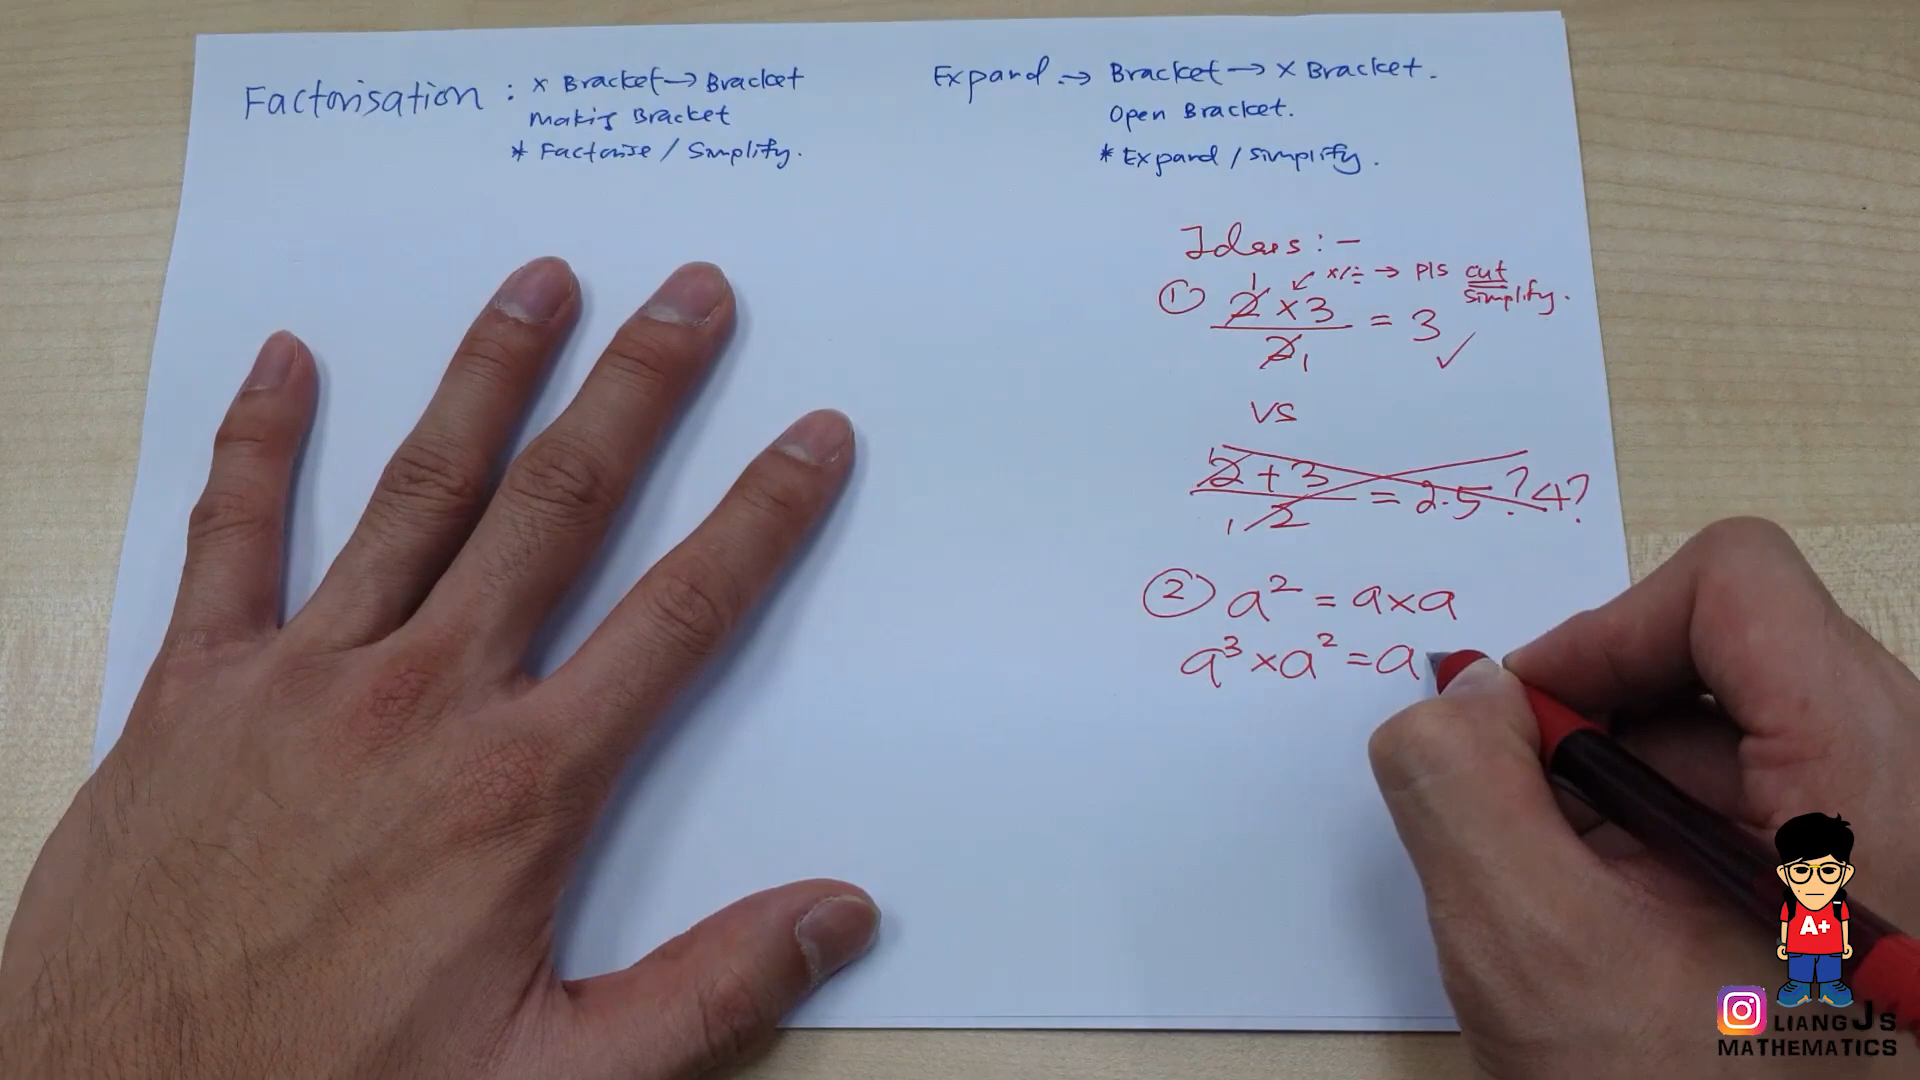 Factorisation : x Bracket → Bracket
Making Bracket
* Factorise / Simplify.
Expand → Bracket → x Bracket.
Open Bracket.
* Expand / simplify.
Ideas : -
x/÷ → pls cut
simplify.
① 2 x 3 / 2 = 3 ✓
1 1
vs
2 + 3 / 2 = 2.5 ? 4?
1 1
② a² = a x a
a³ x a² = a
A+
LIANGJS
MATHEMATICS